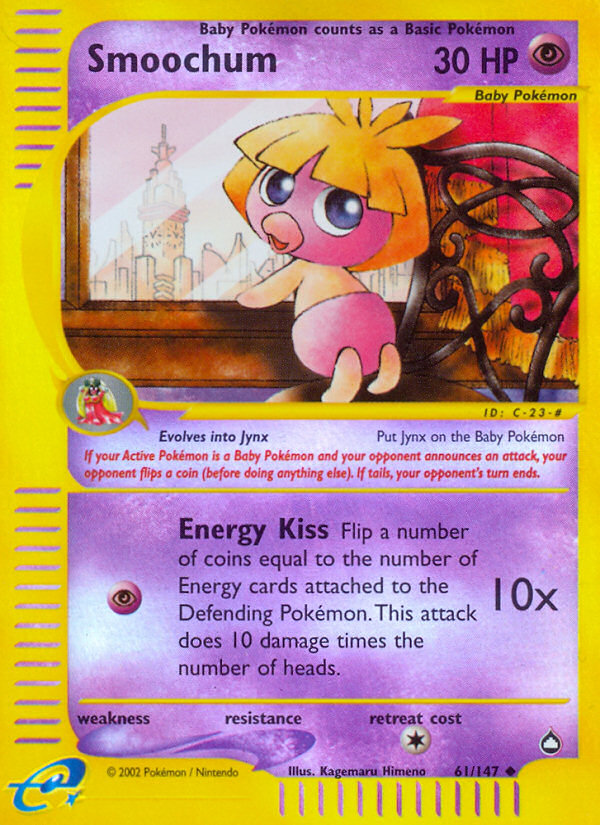 Baby Pokémon counts as a Basic Pokémon
Smoochum 30 HP
Baby Pokémon
ID: C-23-#
Evolves into Jynx Put Jynx on the Baby Pokémon
If your Active Pokémon is a Baby Pokémon and your opponent announces an attack, your
opponent flips a coin (before doing anything else). If tails, your opponent's turn ends.
Energy Kiss Flip a number
of coins equal to the number of
Energy cards attached to the
Defending Pokémon. This attack
does 10 damage times the
number of heads.
10x
weakness resistance retreat cost
© 2002 Pokémon / Nintendo Illus. Kagemaru Himeno 61/147
e